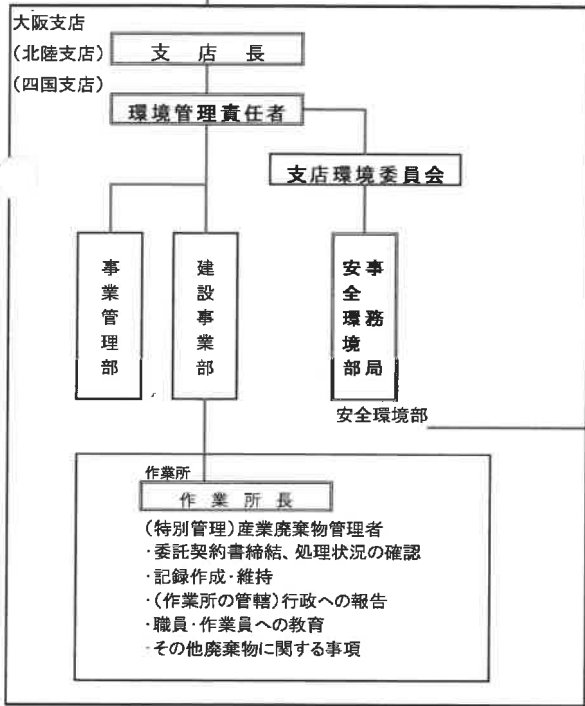 大阪支店
(北陸支店)
(四国支店)
支店長
環境管理責任者
支店環境委員会
事業管理部
建設事業部
事務局
安全環境部
安全環境部
作業所
作業所長
(特別管理)産業廃棄物管理者
・委託契約書締結、処理状況の確認
・記録作成・維持
・(作業所の管轄)行政への報告
・職員・作業員への教育
・その他廃棄物に関する事項